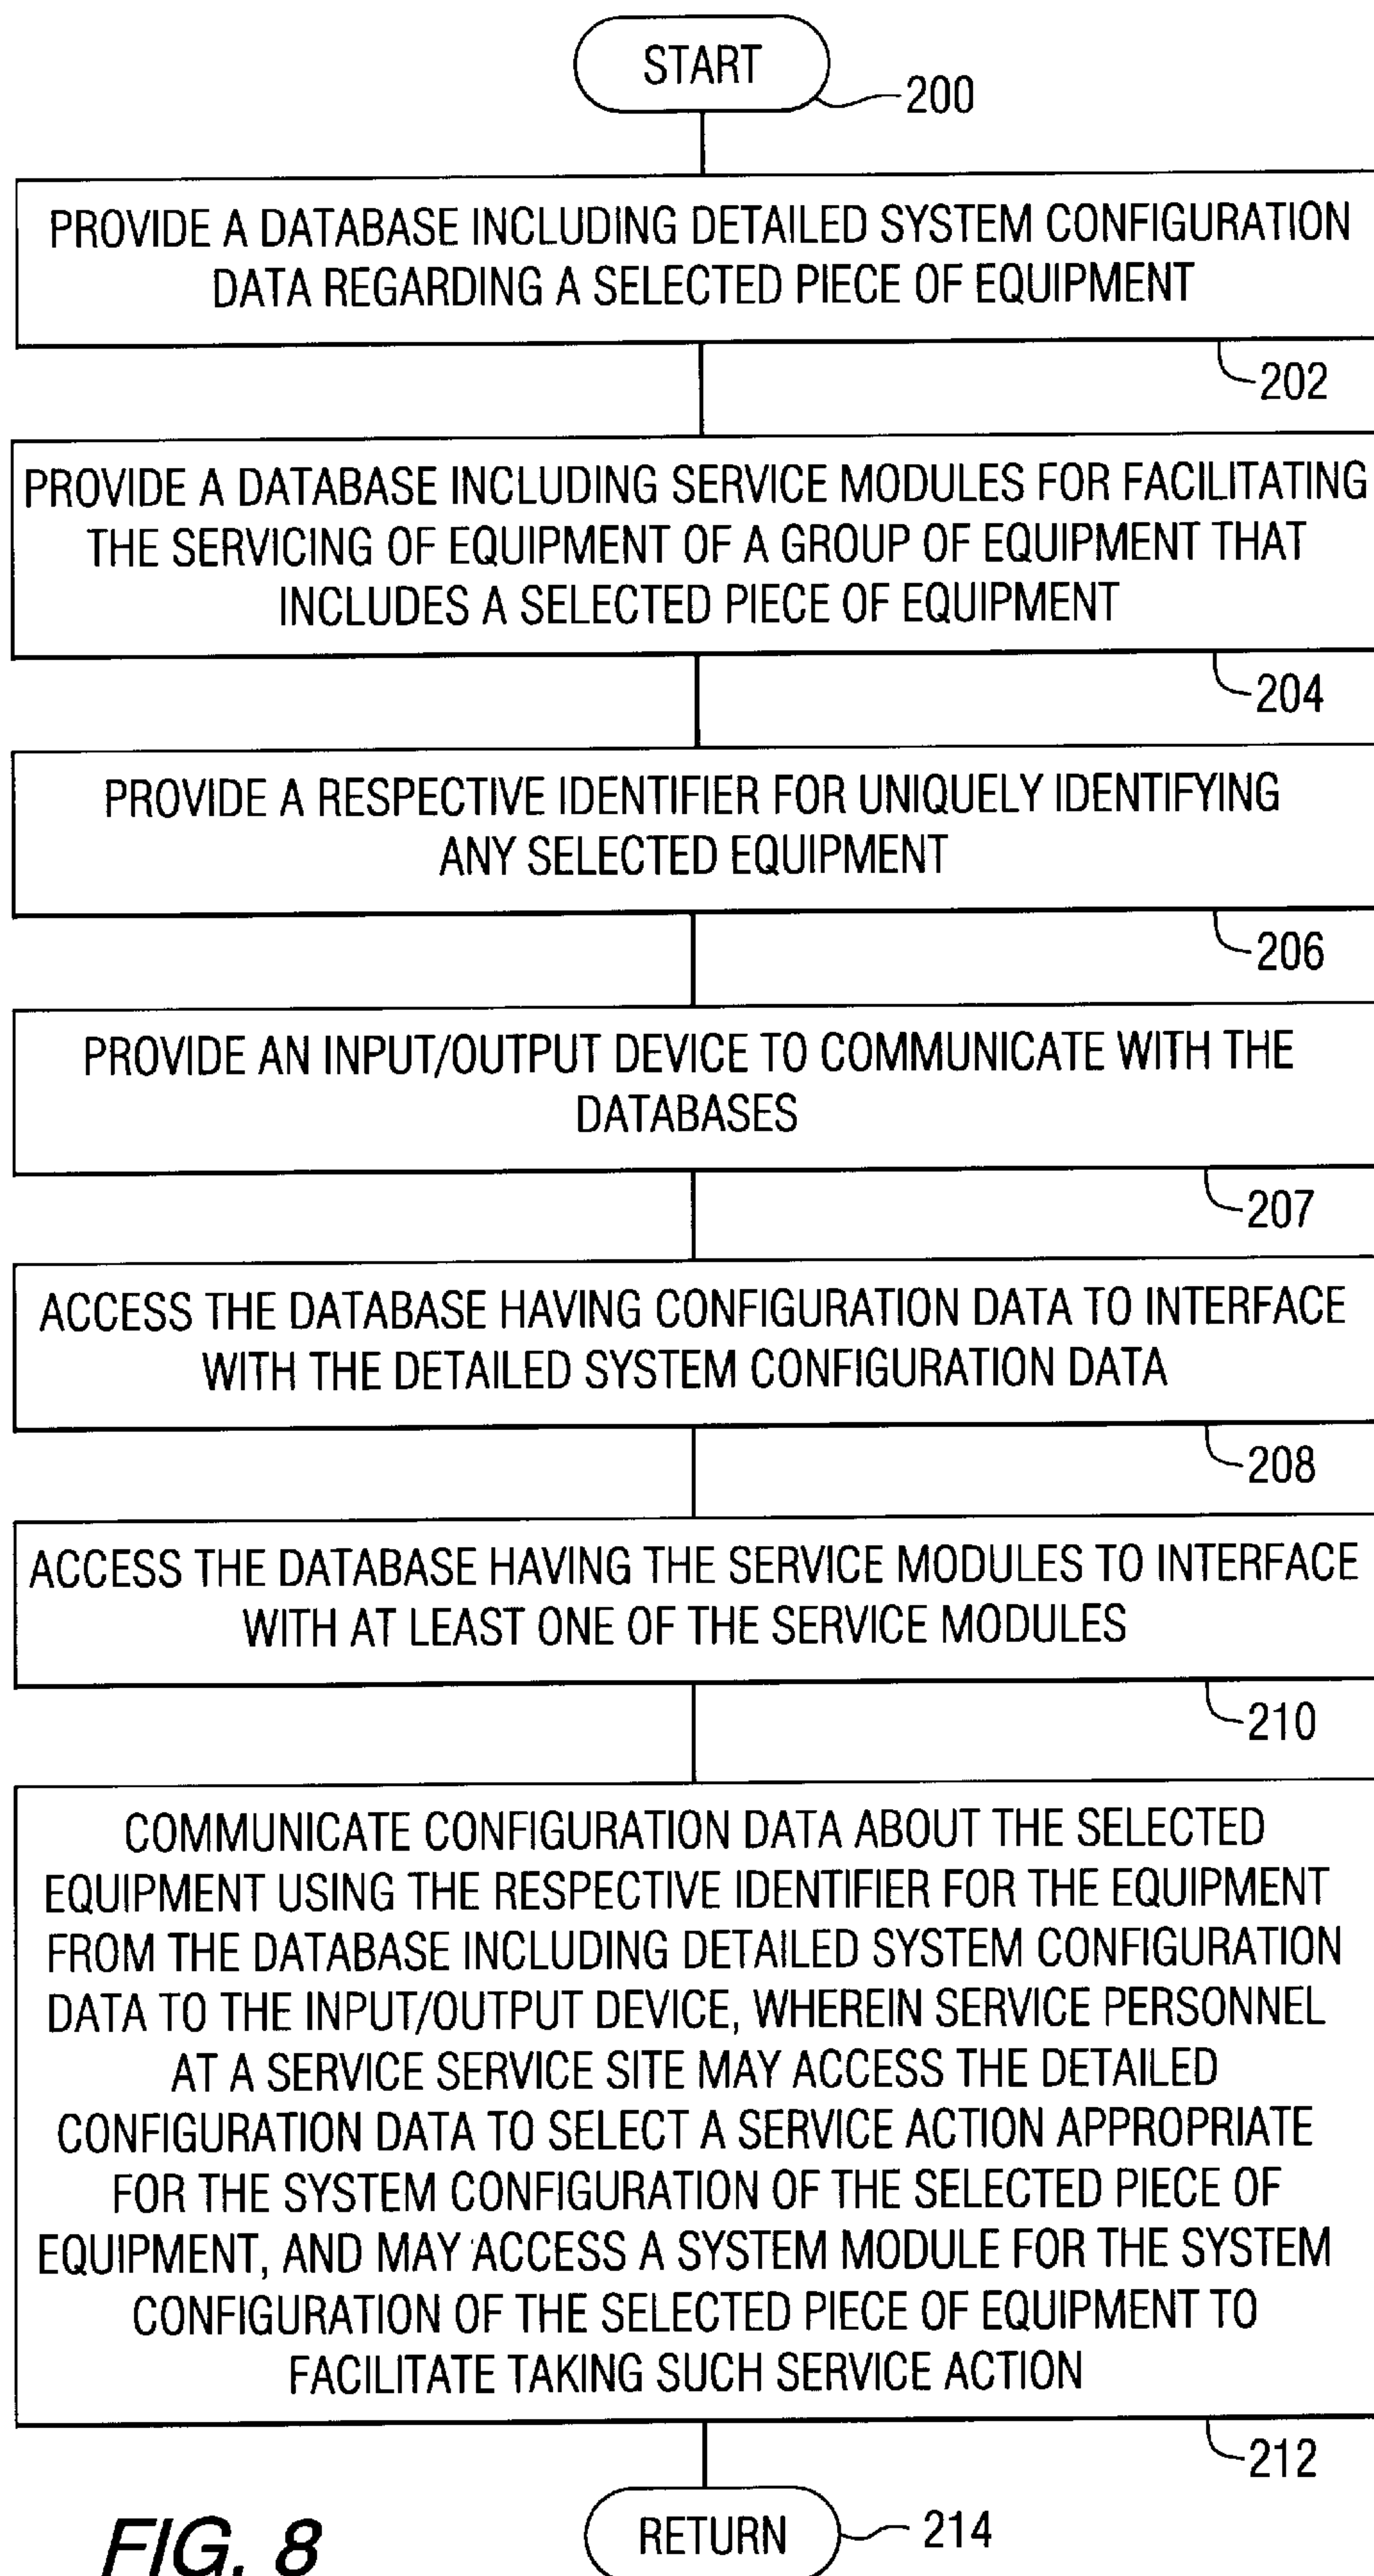 START
200
PROVIDE A DATABASE INCLUDING DETAILED SYSTEM CONFIGURATION
DATA REGARDING A SELECTED PIECE OF EQUIPMENT
202
PROVIDE A DATABASE INCLUDING SERVICE MODULES FOR FACILITATING
THE SERVICING OF EQUIPMENT OF A GROUP OF EQUIPMENT THAT
INCLUDES A SELECTED PIECE OF EQUIPMENT
204
PROVIDE A RESPECTIVE IDENTIFIER FOR UNIQUELY IDENTIFYING
ANY SELECTED EQUIPMENT
206
PROVIDE AN INPUT/OUTPUT DEVICE TO COMMUNICATE WITH THE
DATABASES
207
ACCESS THE DATABASE HAVING CONFIGURATION DATA TO INTERFACE
WITH THE DETAILED SYSTEM CONFIGURATION DATA
208
ACCESS THE DATABASE HAVING THE SERVICE MODULES TO INTERFACE
WITH AT LEAST ONE OF THE SERVICE MODULES
210
COMMUNICATE CONFIGURATION DATA ABOUT THE SELECTED
EQUIPMENT USING THE RESPECTIVE IDENTIFIER FOR THE EQUIPMENT
FROM THE DATABASE INCLUDING DETAILED SYSTEM CONFIGURATION
DATA TO THE INPUT/OUTPUT DEVICE, WHEREIN SERVICE PERSONNEL
AT A SERVICE SERVICE SITE MAY ACCESS THE DETAILED
CONFIGURATION DATA TO SELECT A SERVICE ACTION APPROPRIATE
FOR THE SYSTEM CONFIGURATION OF THE SELECTED PIECE OF
EQUIPMENT, AND MAY ACCESS A SYSTEM MODULE FOR THE SYSTEM
CONFIGURATION OF THE SELECTED PIECE OF EQUIPMENT TO
FACILITATE TAKING SUCH SERVICE ACTION
212
RETURN
214
FIG. 8